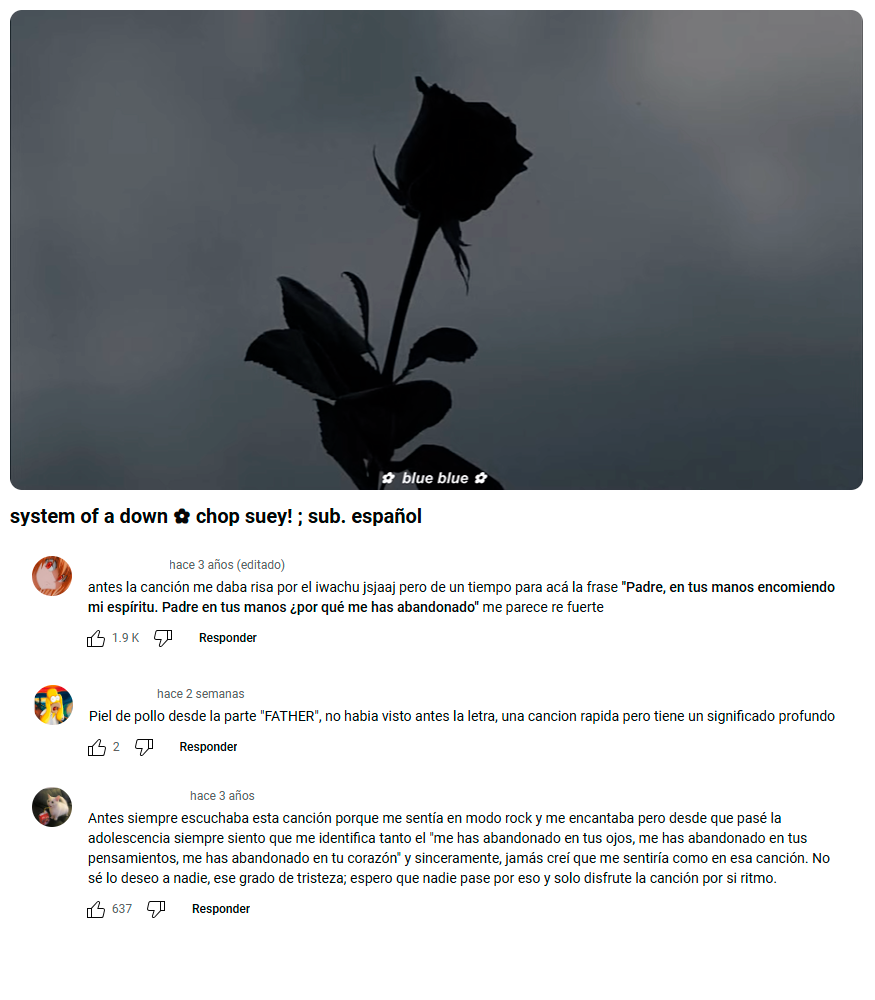 ✿ blue blue ✿
system of a down ✿ chop suey! ; sub. español
hace 3 años (editado)
antes la canción me daba risa por el iwachu jsjaaj pero de un tiempo para acá la frase "Padre, en tus manos encomiendo
mi espíritu. Padre en tus manos ¿por qué me has abandonado" me parece re fuerte
1.9 K Responder
hace 2 semanas
Piel de pollo desde la parte "FATHER", no habia visto antes la letra, una cancion rapida pero tiene un significado profundo
2 Responder
hace 3 años
Antes siempre escuchaba esta canción porque me sentía en modo rock y me encantaba pero desde que pasé la
adolescencia siempre siento que me identifica tanto el "me has abandonado en tus ojos, me has abandonado en tus
pensamientos, me has abandonado en tu corazón" y sinceramente, jamás creí que me sentiría como en esa canción. No
sé lo deseo a nadie, ese grado de tristeza; espero que nadie pase por eso y solo disfrute la canción por si ritmo.
637 Responder